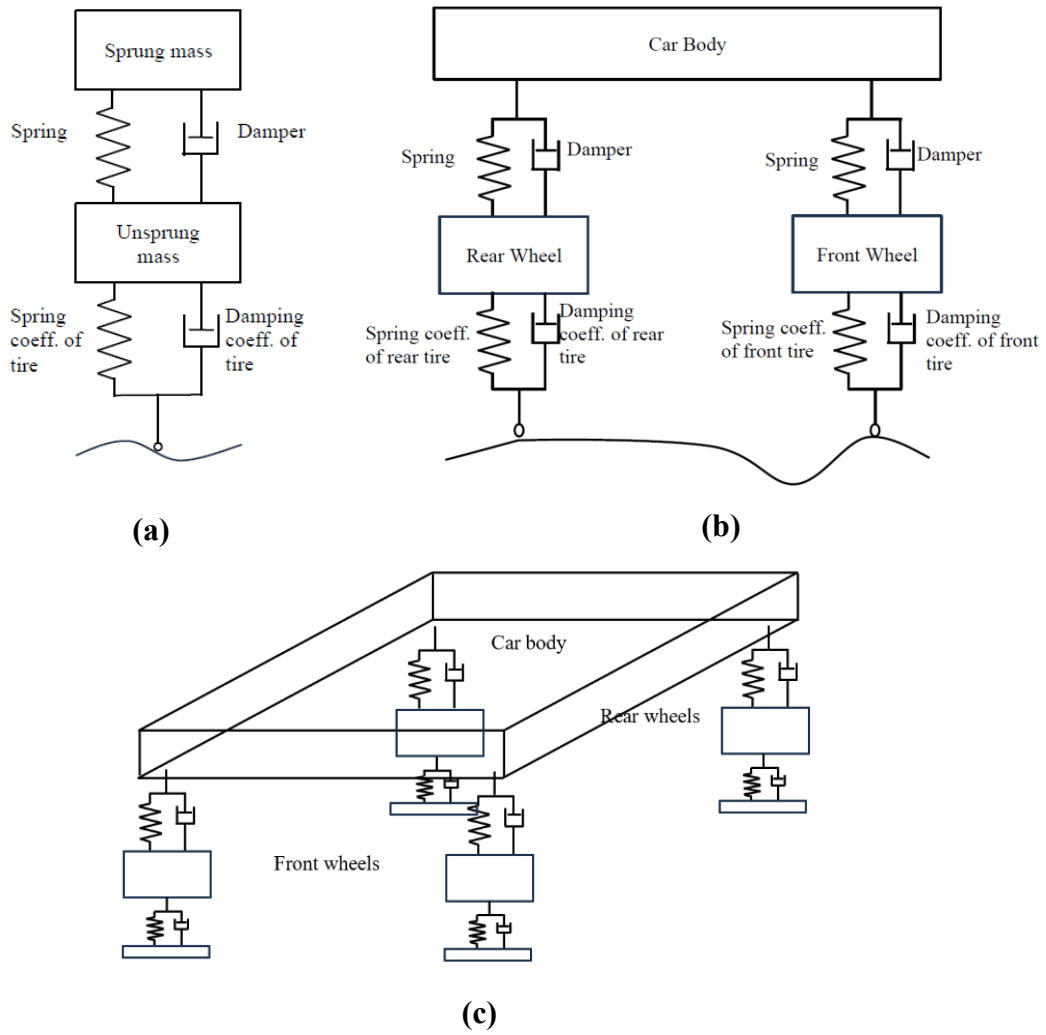 Sprung mass
Spring
Damper
Unsprung
mass
Spring
coeff. of
tire
Damping
coeff. of
tire
(a)
Car Body
Spring
Damper
Spring
Damper
Rear Wheel
Front Wheel
Spring coeff.
of rear tire
Damping
coeff. of rear
tire
Spring coeff.
of front tire
Damping
coeff. of front
tire
(b)
Car body
Rear wheels
Front wheels
(c)